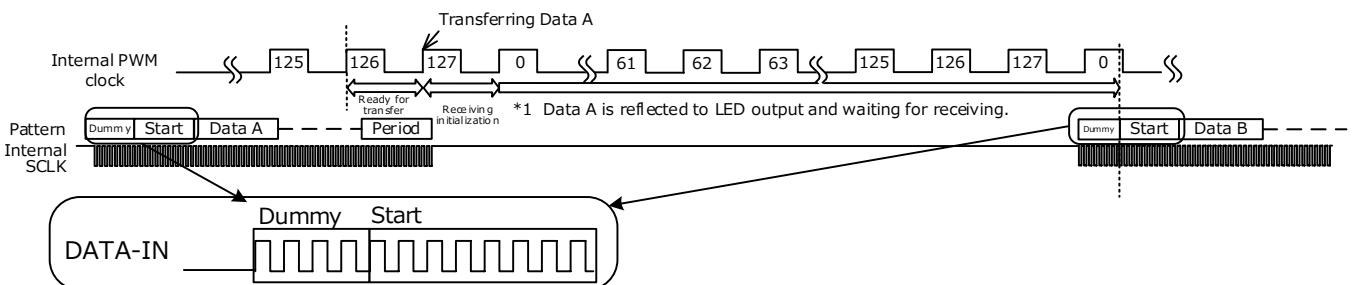 Transferring Data A
Internal PWM clock
125 126 127 0 61 62 63 125 126 127 0
Ready for transfer
Receiving initialization
*1 Data A is reflected to LED output and waiting for receiving.
Pattern
Dummy Start Data A Period Dummy Start Data B
Internal SCLK
Dummy Start
DATA-IN